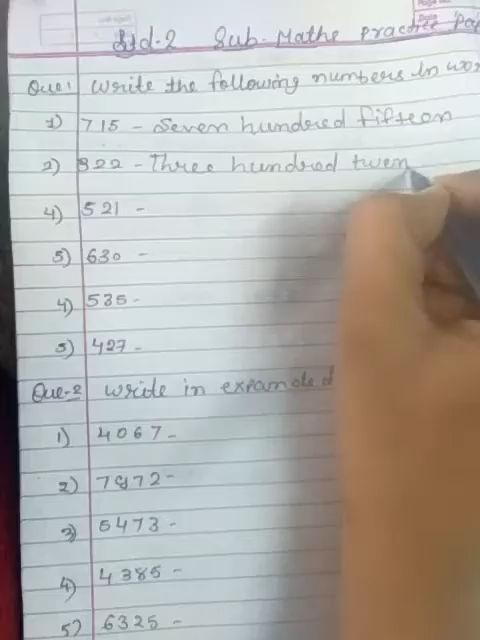 Std-2 Sub-Maths Practice Pap
Que:1 Write the following numbers in wor
1) 715 - Seven hundred fifteen
2) 322 - Three hundred twen
4) 521 -
5) 630 -
4) 535 -
5) 427 -
Que-2 Write in expanded
1) 4067 -
2) 7972 -
3) 5473 -
4) 4385 -
5) 6325 -